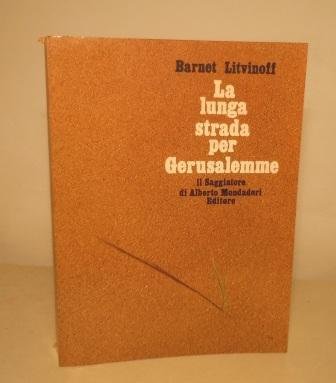 Barnet Litvinoff
La
lunga
strada
per
Gerusalemme
il Saggiatore
di Alberto Mondadori
Editore